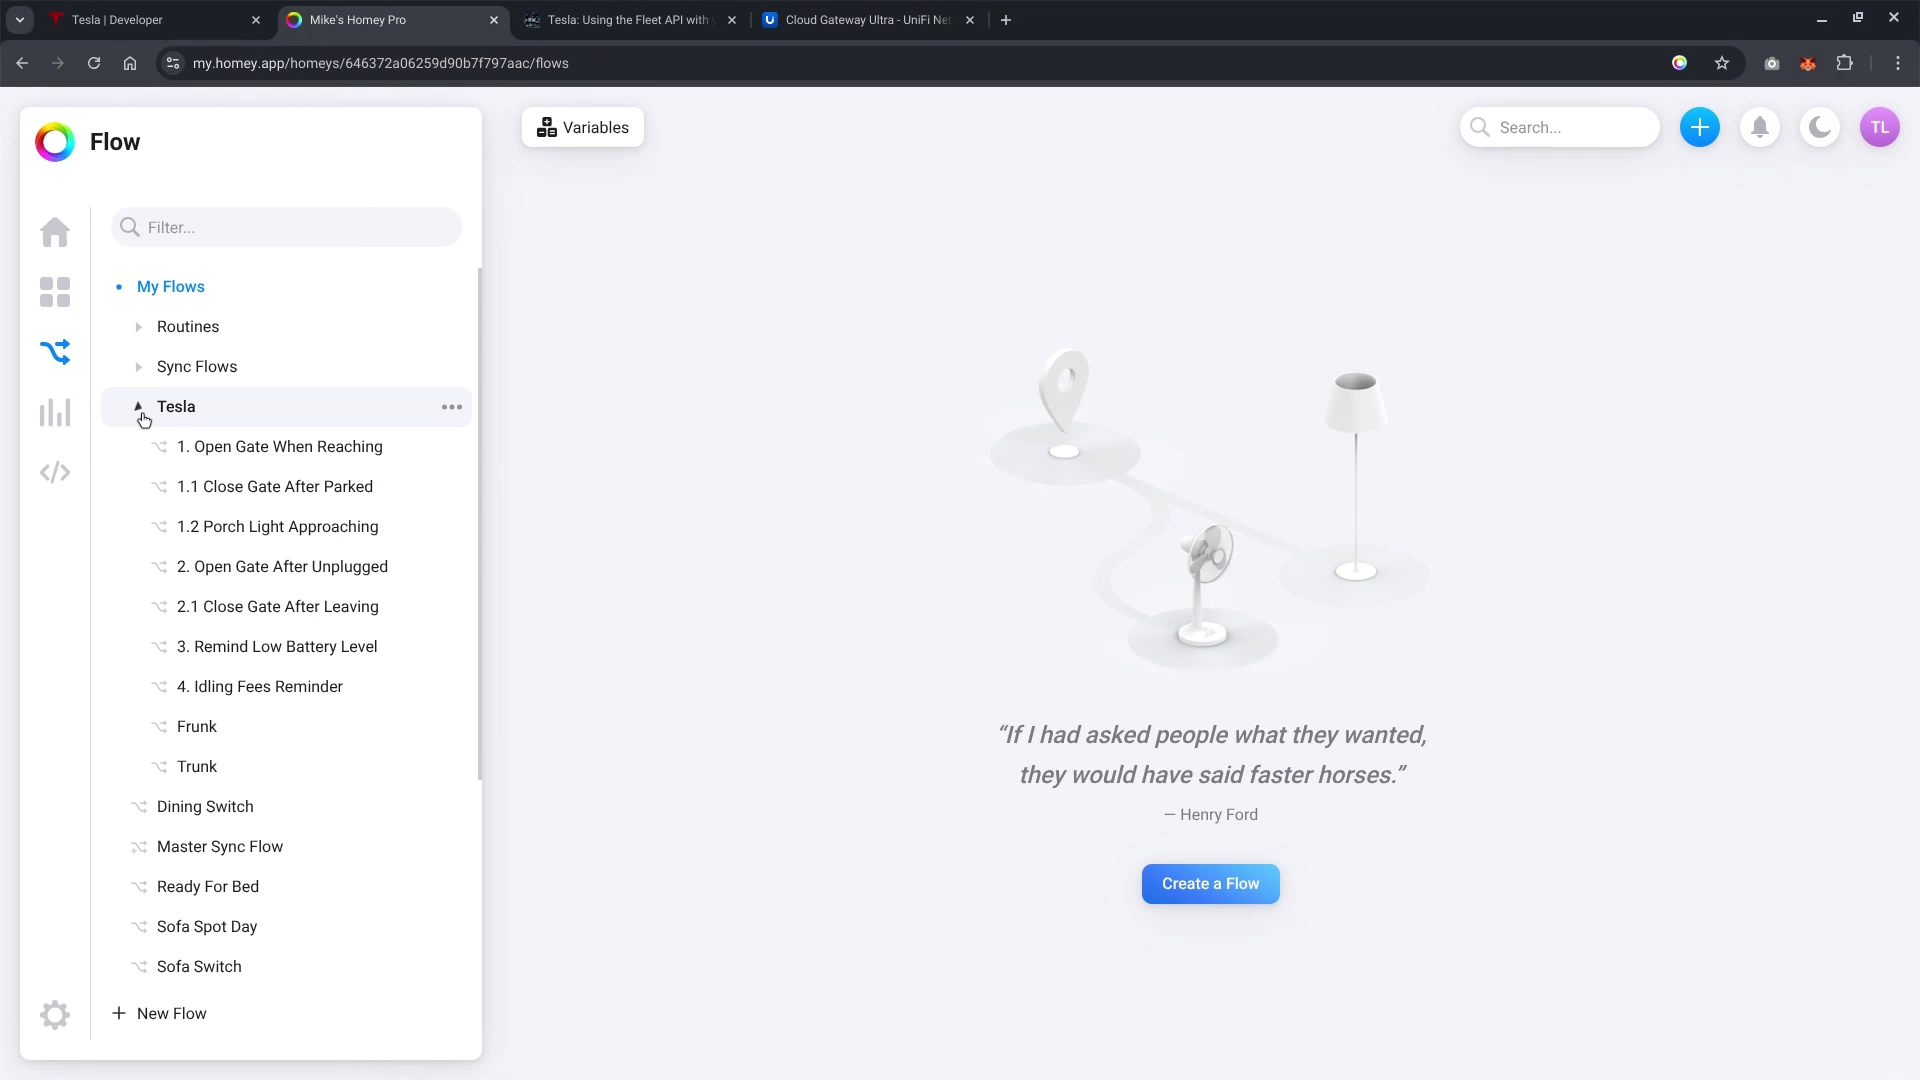 Tesla | Developer
Mike's Homey Pro
Tesla: Using the Fleet API with
Cloud Gateway Ultra - UniFi Net
my.homey.app/homeys/646372a06259d90b7f797aac/flows
Flow
Variables
Search...
TL
Filter...
My Flows
Routines
Sync Flows
Tesla
1. Open Gate When Reaching
1.1 Close Gate After Parked
1.2 Porch Light Approaching
2. Open Gate After Unplugged
2.1 Close Gate After Leaving
3. Remind Low Battery Level
4. Idling Fees Reminder
Frunk
Trunk
Dining Switch
Master Sync Flow
Ready For Bed
Sofa Spot Day
Sofa Switch
New Flow
“If I had asked people what they wanted,
they would have said faster horses.”
— Henry Ford
Create a Flow